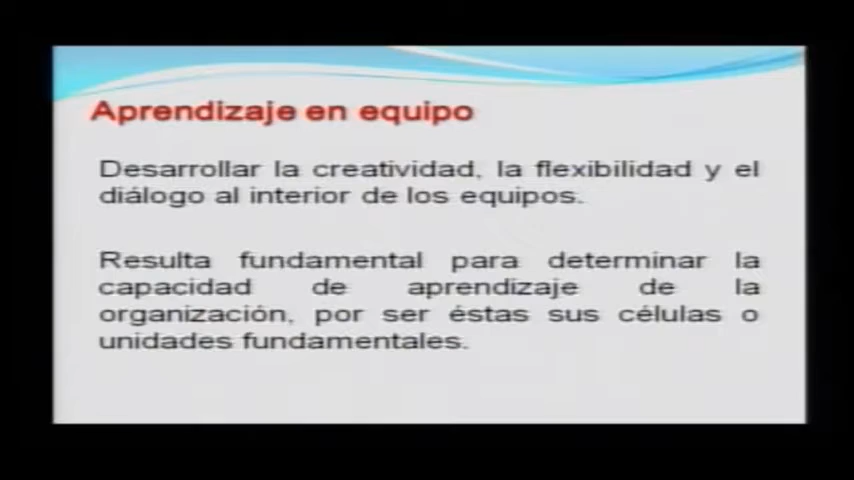 Aprendizaje en equipo
Desarrollar la creatividad, la flexibilidad y el
diálogo al interior de los equipos.
Resulta fundamental para determinar la
capacidad de aprendizaje de la
organización, por ser éstas sus células o
unidades fundamentales.